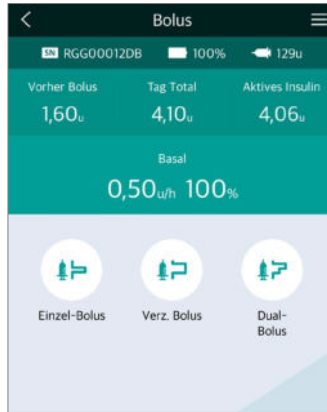 Bolus
SN RGG00012DB 100% 129u
Vorher Bolus Tag Total Aktives Insulin
1,60u 4,10u 4,06u
Basal
0,50u/h 100%
Einzel-Bolus Verz. Bolus Dual-
Bolus